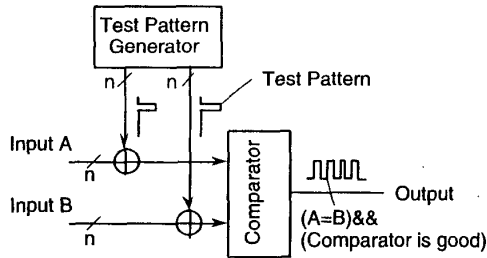 Test Pattern
Generator
n
n
Test Pattern
Input A
n
Input B
n
Comparator
Output
(A=B)&&
(Comparator is good)